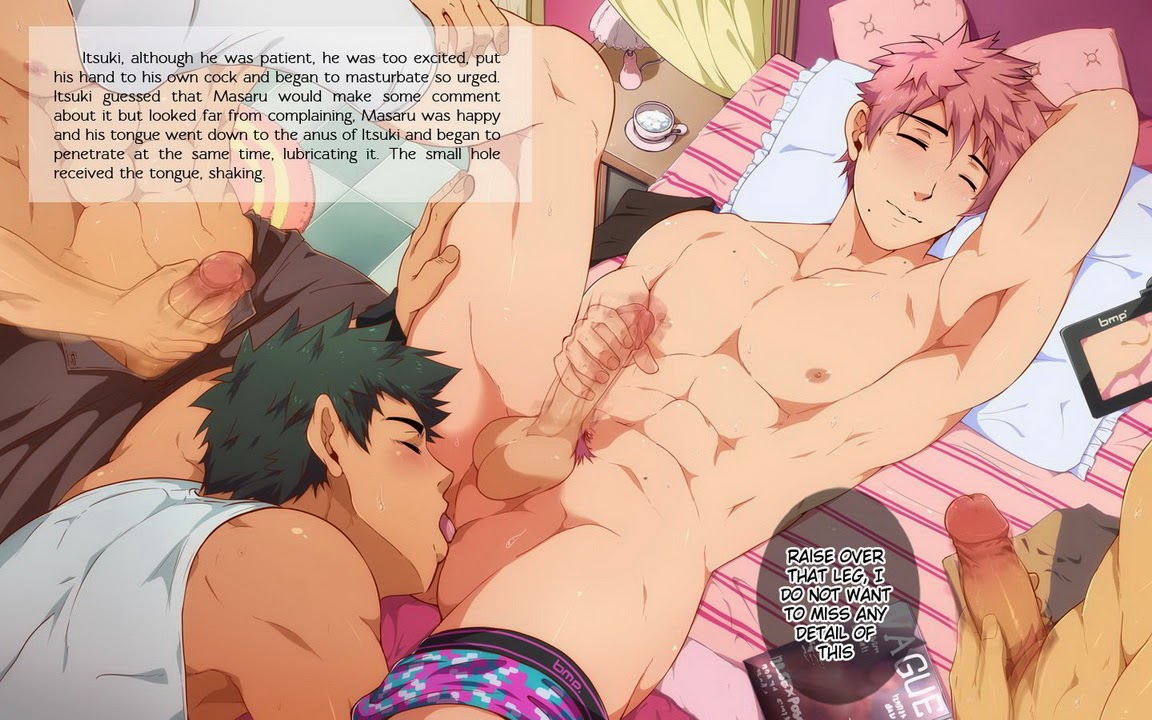 Itsuki, although he was patient, he was too excited, put
his hand to his own cock and began to masturbate so urged.
Itsuki guessed that Masaru would make some comment
about it but looked far from complaining, Masaru was happy
and his tongue went down to the anus of Itsuki and began to
penetrate at the same time, lubricating it. The small hole
received the tongue, shaking.
bmp
RAISE OVER
THAT LEG, I
DO NOT WANT
TO MISS ANY
DETAIL OF
THIS
AGUE
bmp